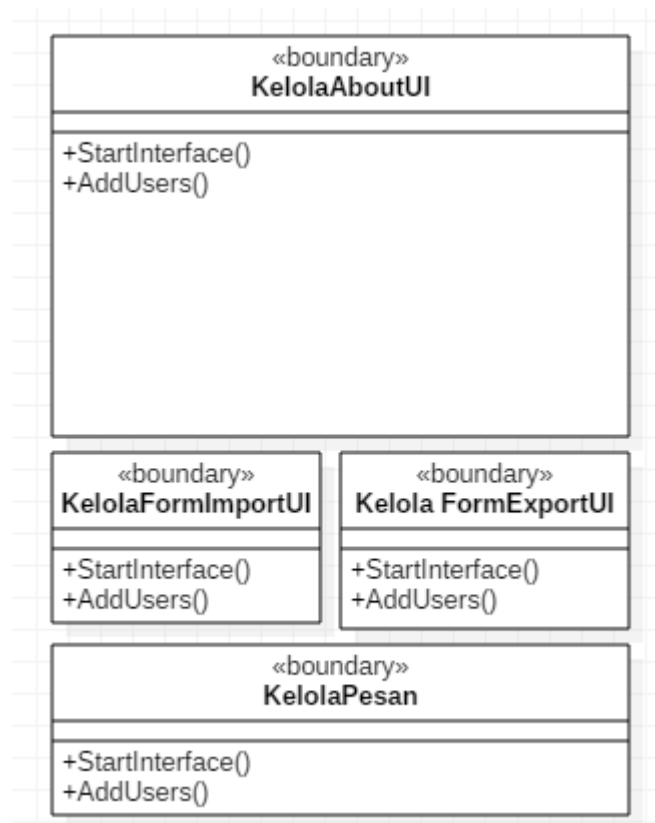 «boundary»
KelolaAboutUI
+StartInterface()
+AddUsers()
«boundary»
KelolaFormImportUI
+StartInterface()
+AddUsers()
«boundary»
Kelola FormExportUI
+StartInterface()
+AddUsers()
«boundary»
KelolaPesan
+StartInterface()
+AddUsers()